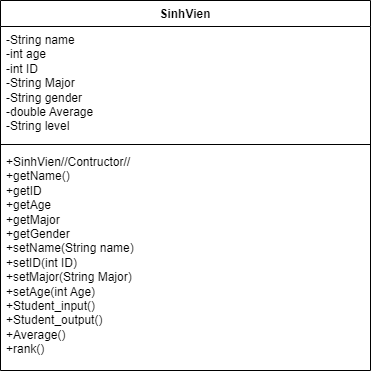 SinhVien
-String name
-int age
-int ID
-String Major
-String gender
-double Average
-String level
+SinhVien//Contructor//
+getName()
+getID
+getAge
+getMajor
+getGender
+setName(String name)
+setID(int ID)
+setMajor(String Major)
+setAge(int Age)
+Student_input()
+Student_output()
+Average()
+rank()